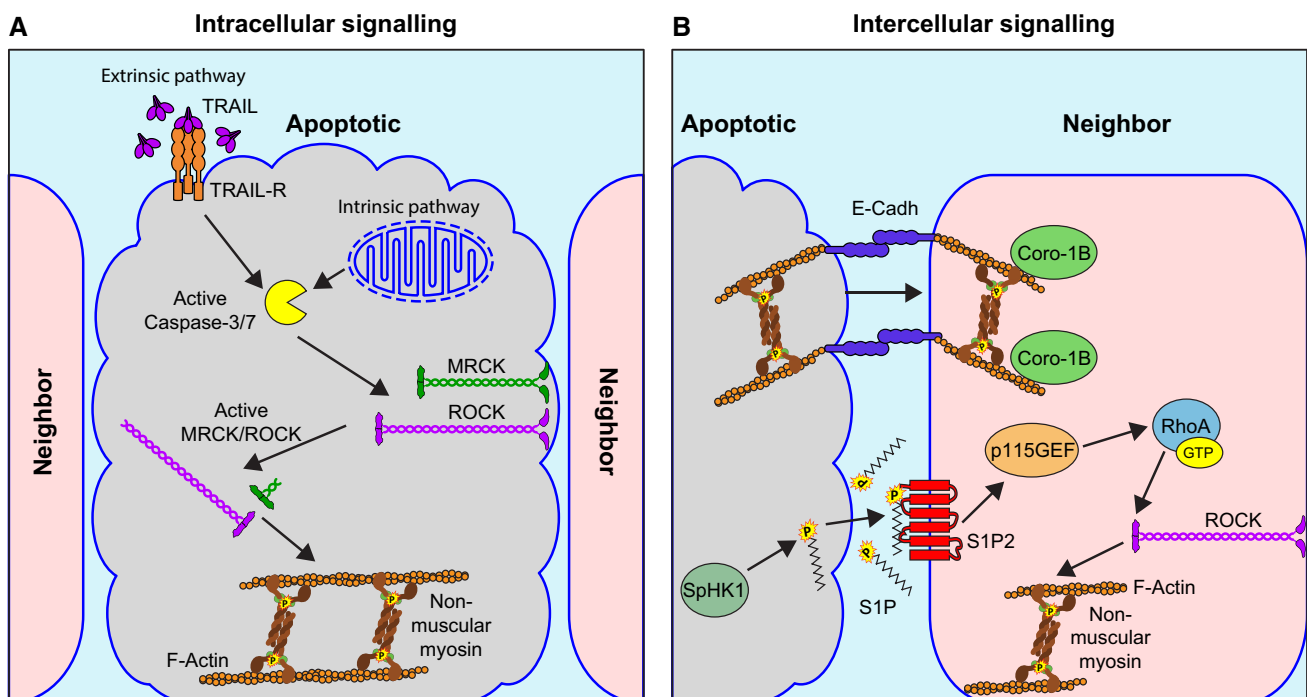 A
Intracellular signalling
Extrinsic pathway
TRAIL
Apoptotic
TRAIL-R
Intrinsic pathway
Active
Caspase-3/7
MRCK
ROCK
Active
MRCK/ROCK
Neighbor
Neighbor
Non-
muscular
myosin
F-Actin
P
P
P
P
B
Intercellular signalling
Apoptotic
Neighbor
E-Cadh
Coro-1B
P
P
P
P
Coro-1B
p115GEF
RhoA
GTP
P
P
P
P
S1P2
ROCK
SpHK1
S1P
F-Actin
Non-
muscular
myosin
P
P